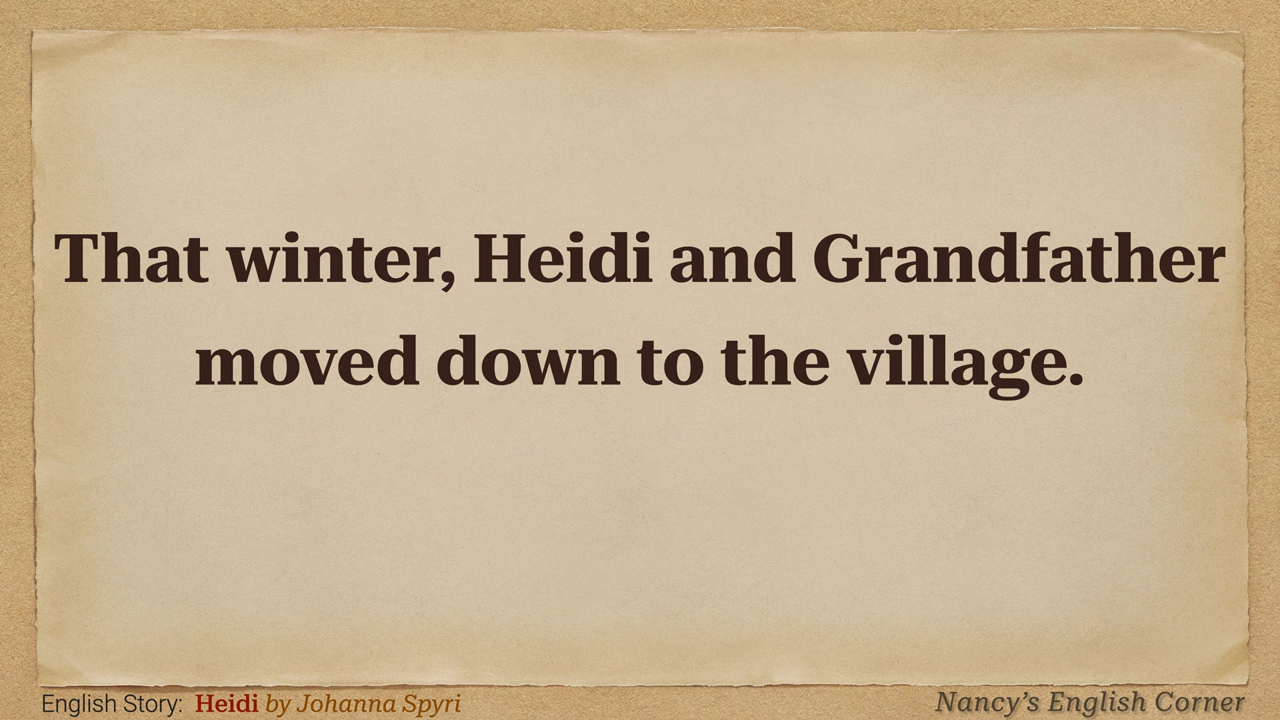 That winter, Heidi and Grandfather
moved down to the village.
English Story: Heidi by Johanna Spyri
Nancy’s English Corner